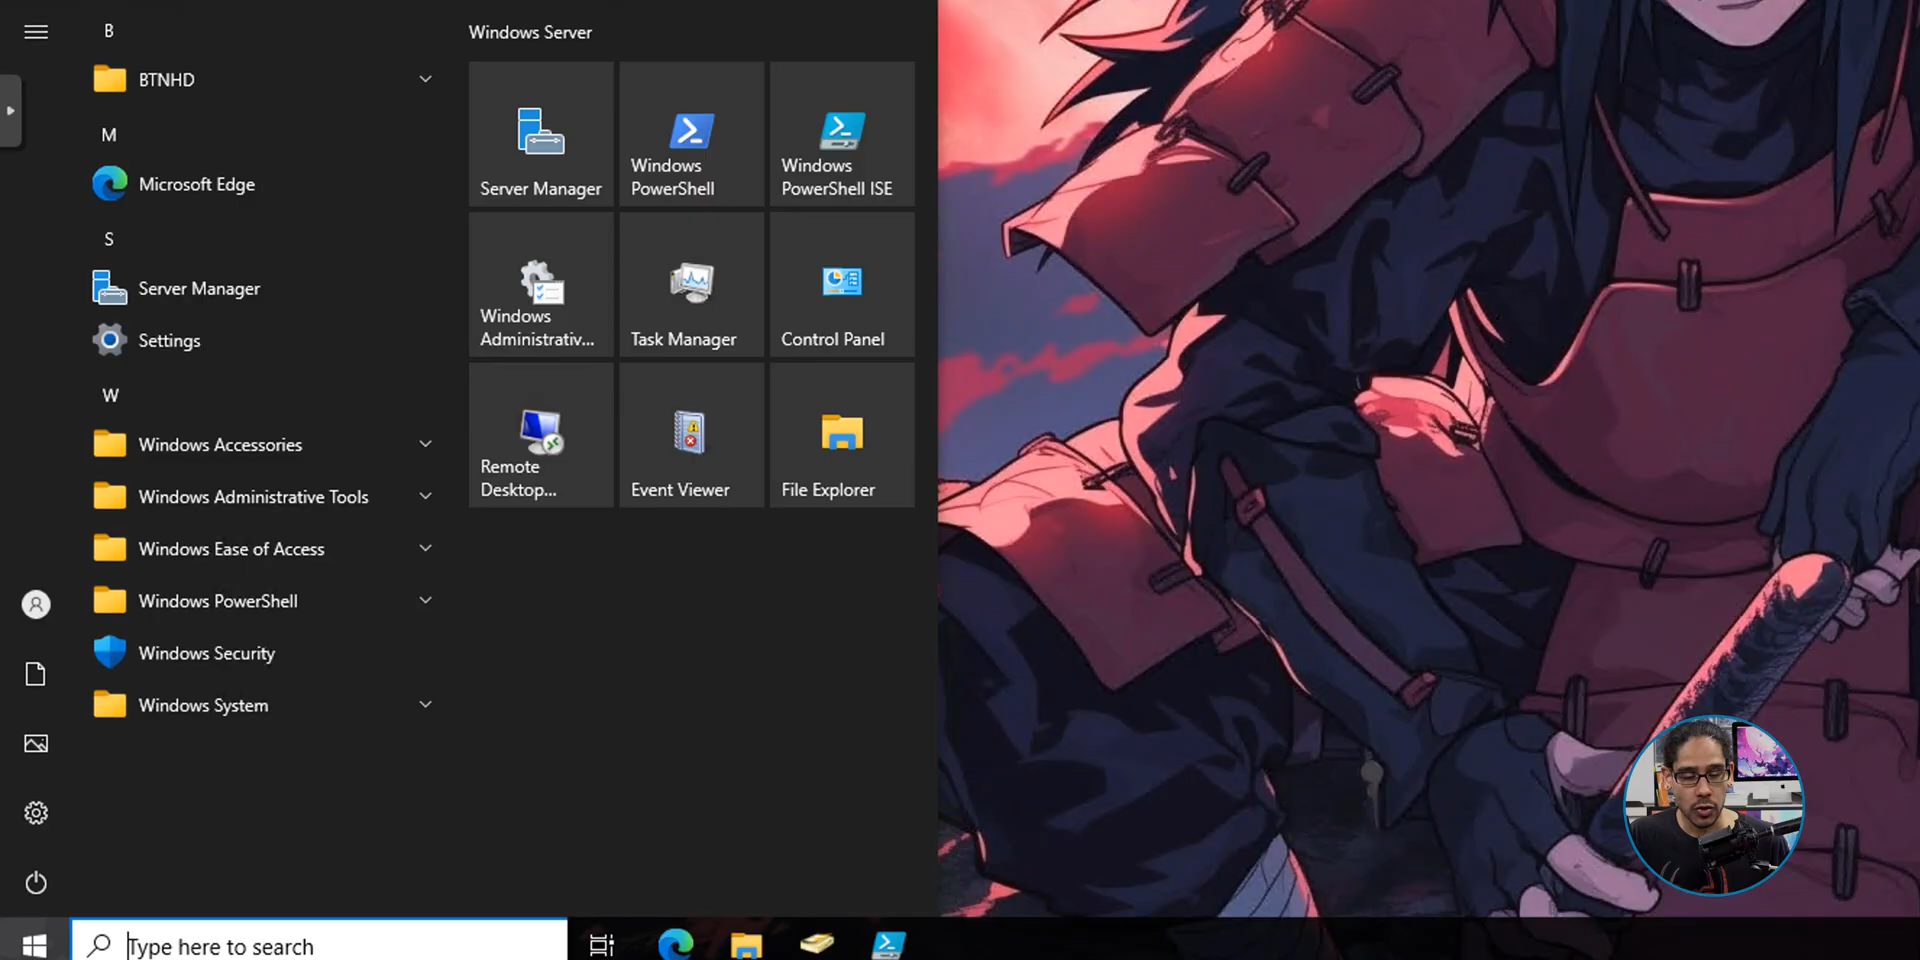 B
BTNHD
M
Microsoft Edge
S
Server Manager
Settings
W
Windows Accessories
Windows Administrative Tools
Windows Ease of Access
Windows PowerShell
Windows Security
Windows System
Windows Server
Server Manager
Windows
PowerShell
Windows
PowerShell ISE
Windows
Administrativ...
Task Manager
Control Panel
Remote
Desktop...
Event Viewer
File Explorer
Type here to search